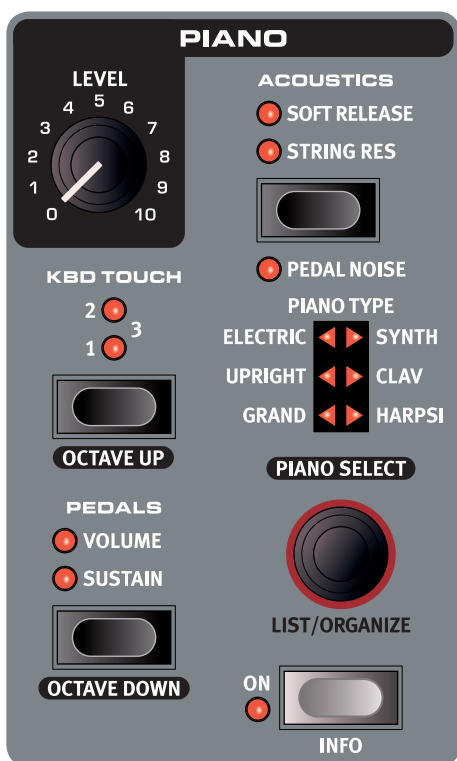 PIANO
LEVEL
0 1 2 3 4 5 6 7 8 9 10
ACOUSTICS
SOFT RELEASE
STRING RES
PEDAL NOISE
KBD TOUCH
2
3
1
OCTAVE UP
PIANO TYPE
ELECTRIC SYNTH
UPRIGHT CLAV
GRAND HARPSI
PIANO SELECT
LIST/ORGANIZE
PEDALS
VOLUME
SUSTAIN
OCTAVE DOWN
ON
INFO